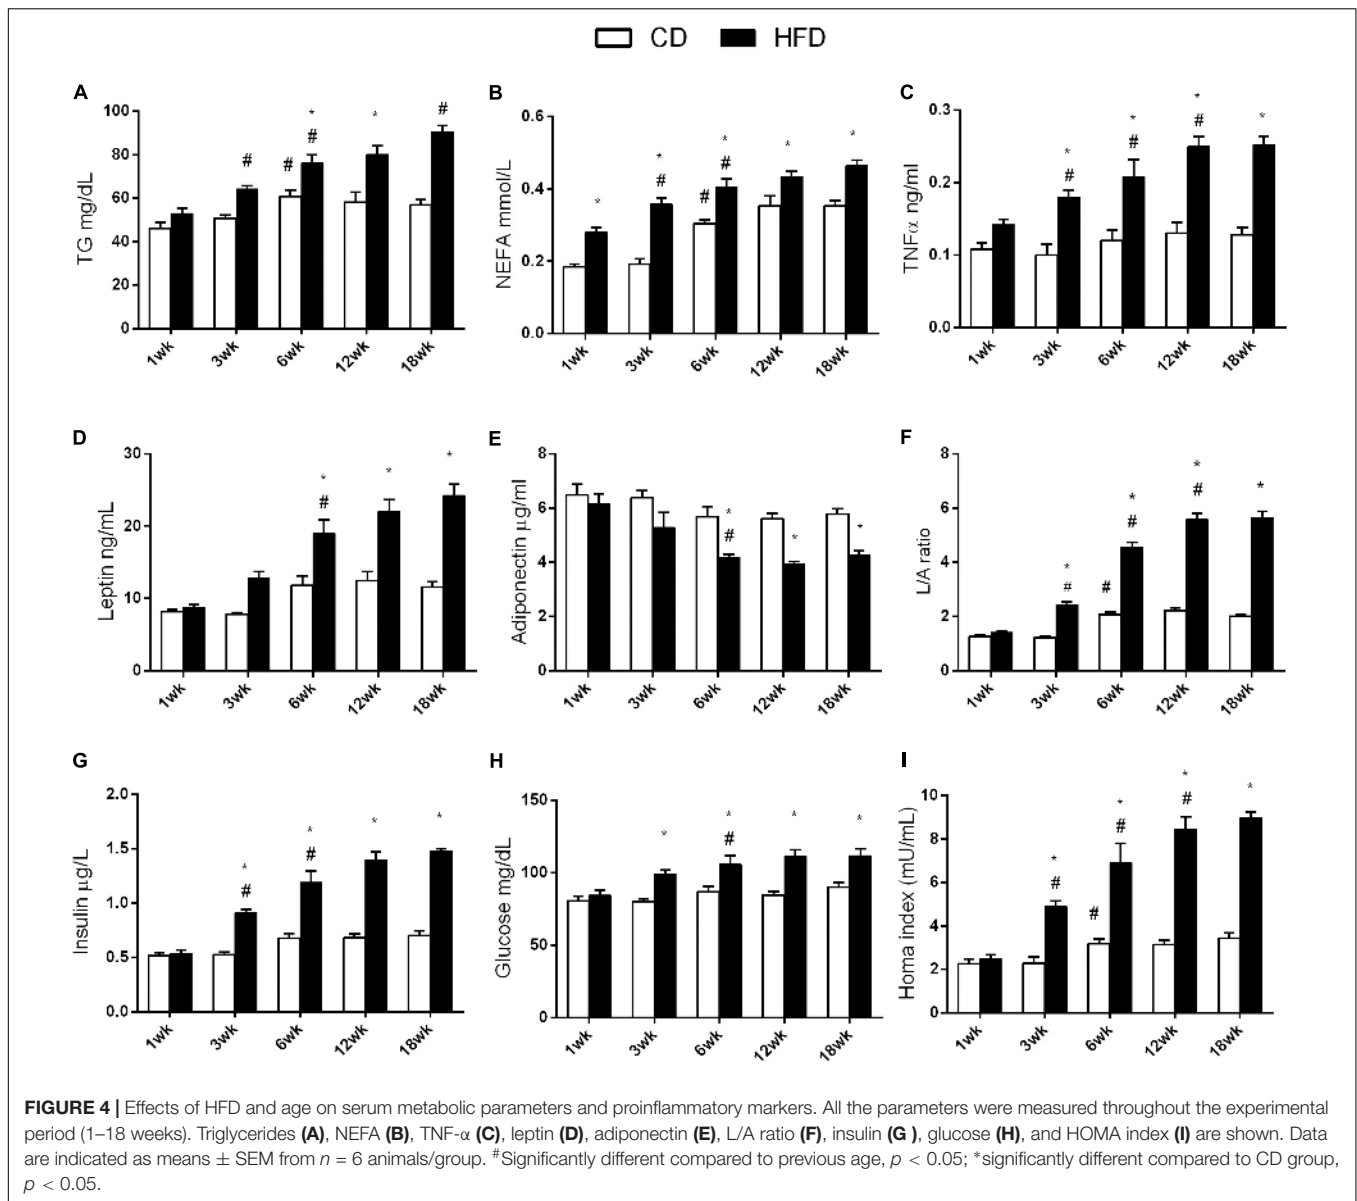 CD HFD
A
100
80
60
40
20
0
TG mg/dL
# # * # * #
1wk 3wk 6wk 12wk 18wk
B
0.6
0.4
0.2
0.0
NEFA mmol/L
* * # # * # * *
1wk 3wk 6wk 12wk 18wk
C
0.3
0.2
0.1
0.0
TNFα ng/ml
* # * # * # *
1wk 3wk 6wk 12wk 18wk
D
30
20
10
0
Leptin ng/mL
* # * *
1wk 3wk 6wk 12wk 18wk
E
8
6
4
2
0
Adiponectin µg/ml
* # * *
1wk 3wk 6wk 12wk 18wk
F
8
6
4
2
0
L/A ratio
* # # * # * # *
1wk 3wk 6wk 12wk 18wk
G
2.0
1.5
1.0
0.5
0.0
Insulin µg/L
* # * # * *
1wk 3wk 6wk 12wk 18wk
H
150
100
50
0
Glucose mg/dL
* * # * *
1wk 3wk 6wk 12wk 18wk
I
10
8
6
4
2
0
Homa index (mU/mL)
* # # * # * # *
1wk 3wk 6wk 12wk 18wk
FIGURE 4 | Effects of HFD and age on serum metabolic parameters and proinflammatory markers. All the parameters were measured throughout the experimental
period (1–18 weeks). Triglycerides (A), NEFA (B), TNF-α (C), leptin (D), adiponectin (E), L/A ratio (F), insulin (G ), glucose (H), and HOMA index (I) are shown. Data
are indicated as means ± SEM from n = 6 animals/group. #Significantly different compared to previous age, p < 0.05; *significantly different compared to CD group,
p < 0.05.